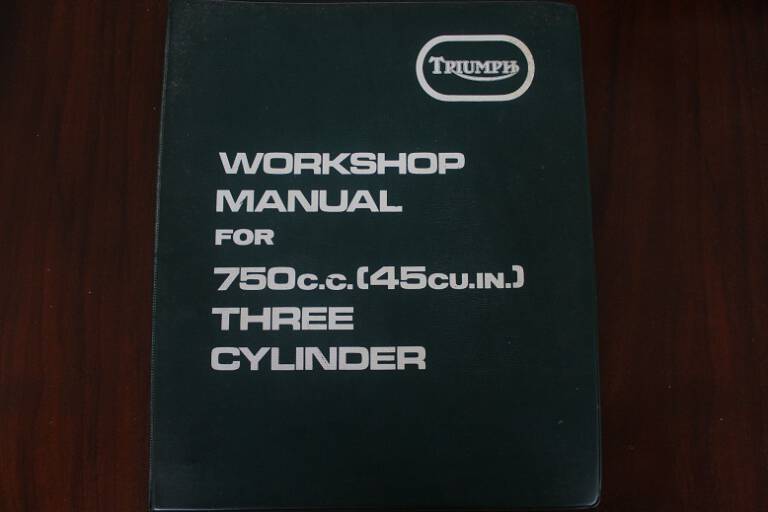 TRIUMPH
WORKSHOP
MANUAL
FOR
750c.c.(45CU.IN.)
THREE
CYLINDER